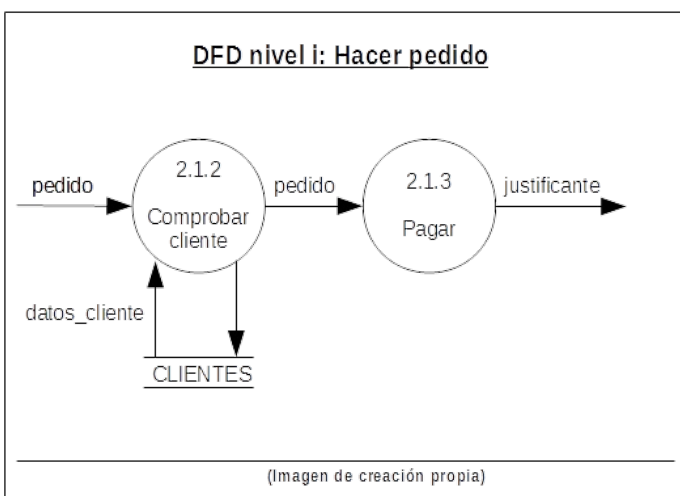 DFD nivel i: Hacer pedido
pedido
2.1.2
Comprobar
cliente
pedido
2.1.3
Pagar
justificante
datos_cliente
CLIENTES
(Imagen de creación propia)